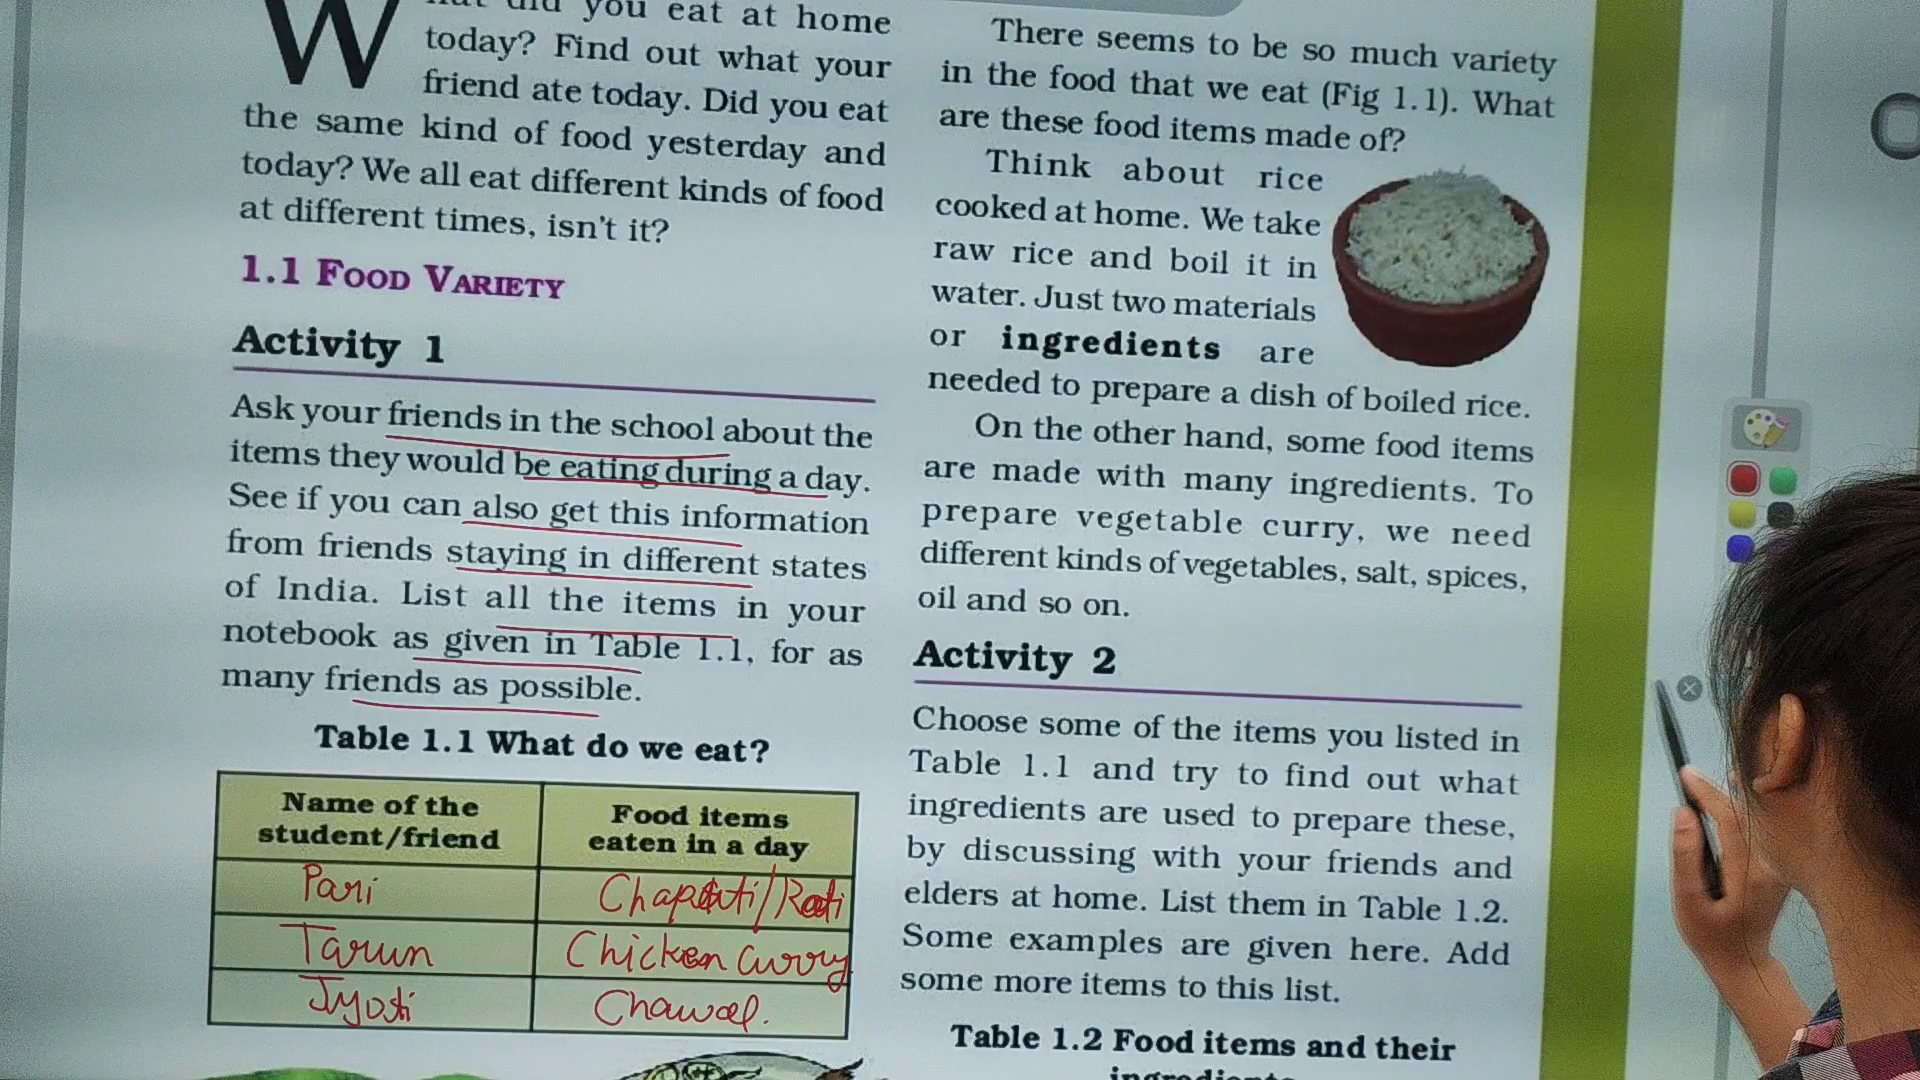 W
you eat at home
today? Find out what your
friend ate today. Did you eat
the same kind of food yesterday and
today? We all eat different kinds of food
at different times, isn't it?
1.1 FOOD VARIETY
Activity 1
Ask your friends in the school about the
items they would be eating during a day.
See if you can also get this information
from friends staying in different states
of India. List all the items in your
notebook as given in Table 1.1, for as
many friends as possible.
Table 1.1 What do we eat?
Name of the
student/friend
Food items
eaten in a day
Pari
Chapati/Roti
Tarun
Chicken Curry
Jyoti
Chawal.
There seems to be so much variety
in the food that we eat (Fig 1.1). What
are these food items made of?
Think about rice
cooked at home. We take
raw rice and boil it in
water. Just two materials
or ingredients are
needed to prepare a dish of boiled rice.
On the other hand, some food items
are made with many ingredients. To
prepare vegetable curry, we need
different kinds of vegetables, salt, spices,
oil and so on.
Activity 2
Choose some of the items you listed in
Table 1.1 and try to find out what
ingredients are used to prepare these,
by discussing with your friends and
elders at home. List them in Table 1.2.
Some examples are given here. Add
some more items to this list.
Table 1.2 Food items and their